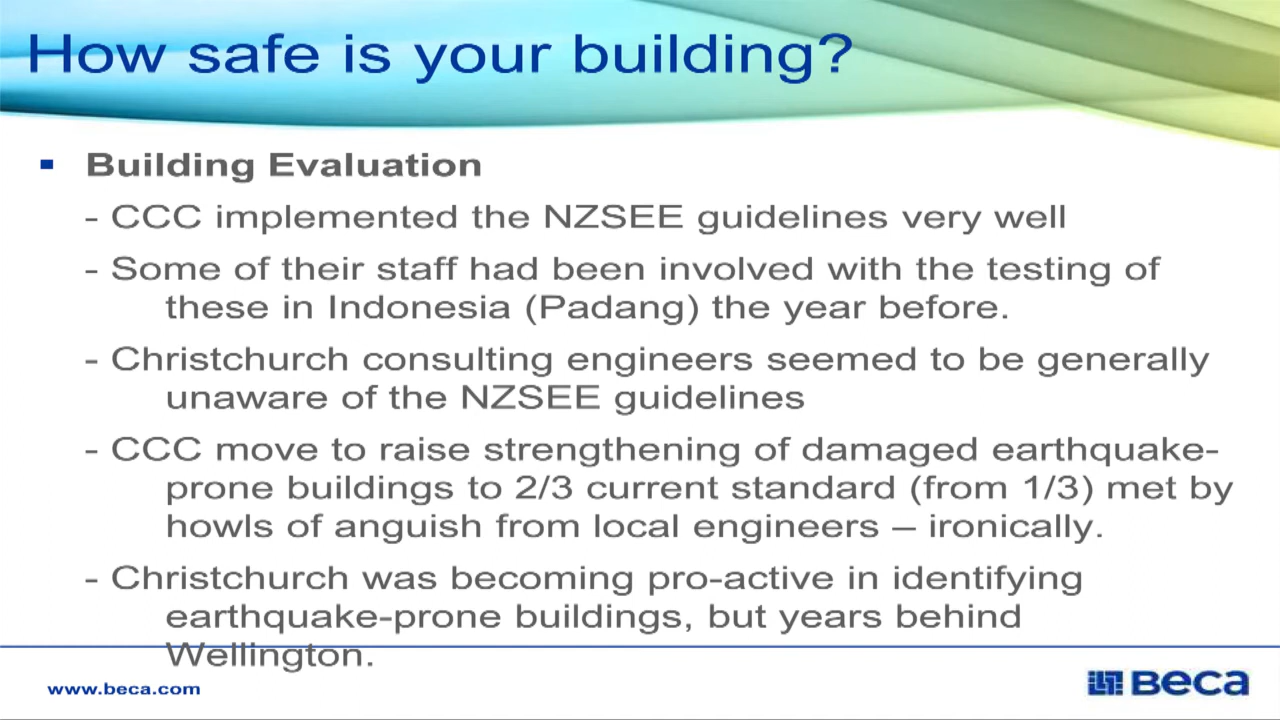 How safe is your building?
▪ Building Evaluation
- CCC implemented the NZSEE guidelines very well
- Some of their staff had been involved with the testing of
these in Indonesia (Padang) the year before.
- Christchurch consulting engineers seemed to be generally
unaware of the NZSEE guidelines
- CCC move to raise strengthening of damaged earthquake-
prone buildings to 2/3 current standard (from 1/3) met by
howls of anguish from local engineers – ironically.
- Christchurch was becoming pro-active in identifying
earthquake-prone buildings, but years behind
Wellington.
www.beca.com
Beca